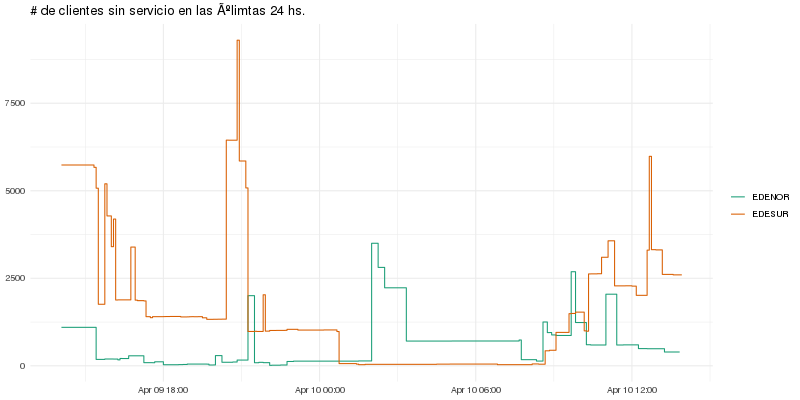 # de clientes sin servicio en las Ãºlimtas 24 hs.
7500
5000
2500
0
Apr 09 18:00
Apr 10 00:00
Apr 10 06:00
Apr 10 12:00
EDENOR
EDESUR